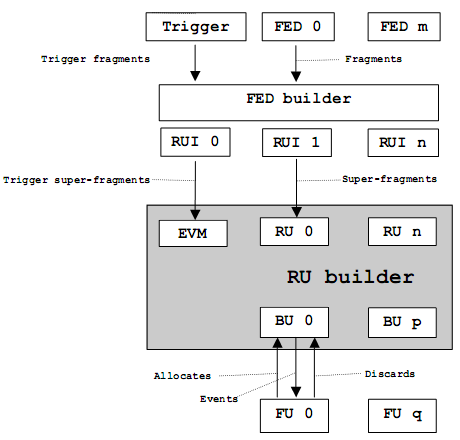 Trigger FED 0 FED m
Trigger fragments Fragments
FED builder
RUI 0 RUI 1 RUI n
Trigger super-fragments Super-fragments
EVM RU 0 RU n
RU builder
BU 0 BU p
Allocates Discards
Events
FU 0 FU q